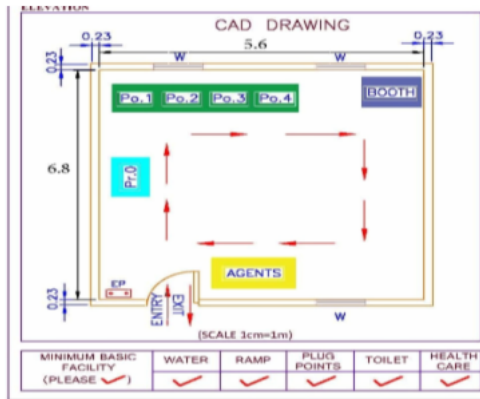 ELEVATION
CAD DRAWING
0.23 5.6 0.23
0.23 W W
Po.1 Po.2 Po.3 Po.4 BOOTH
6.8 Pr.O
AGENTS
EP
0.23 ENTRY EXIT W
(SCALE 1cm=1m)
MINIMUM BASIC FACILITY (PLEASE ✓) WATER RAMP PLUG POINTS TOILET HEALTH CARE
✓ ✓ ✓ ✓ ✓